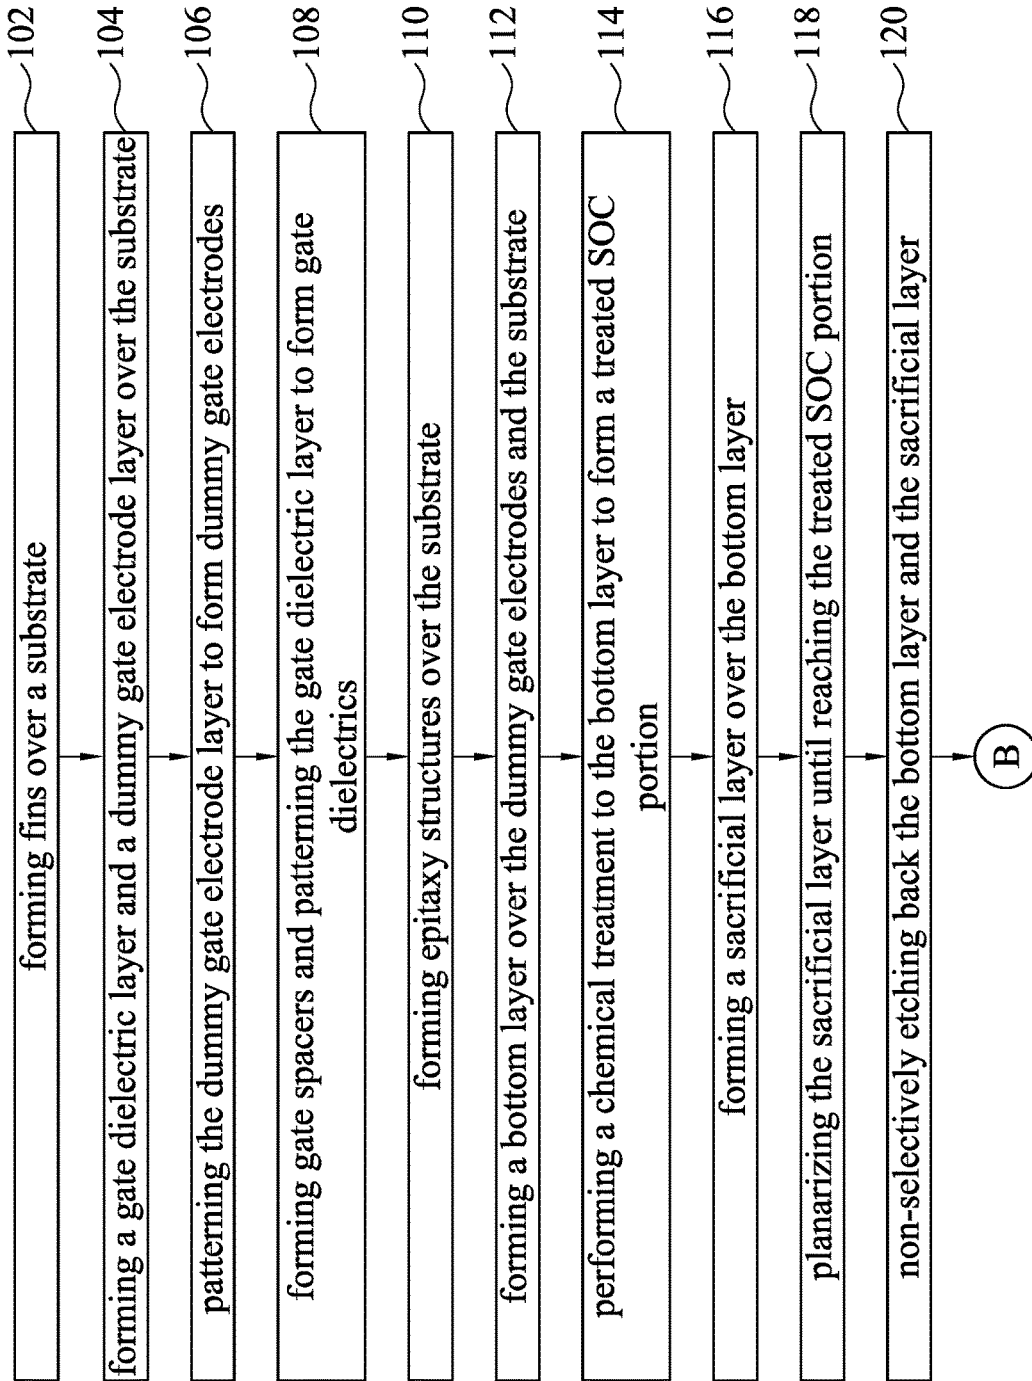 forming fins over a substrate
102
forming a gate dielectric layer and a dummy gate electrode layer over the substrate
104
patterning the dummy gate electrode layer to form dummy gate electrodes
106
forming gate spacers and patterning the gate dielectric layer to form gate
dielectrics
108
forming epitaxy structures over the substrate
110
forming a bottom layer over the dummy gate electrodes and the substrate
112
performing a chemical treatment to the bottom layer to form a treated SOC
portion
114
forming a sacrificial layer over the bottom layer
116
planarizing the sacrificial layer until reaching the treated SOC portion
118
non-selectively etching back the bottom layer and the sacrificial layer
120
B